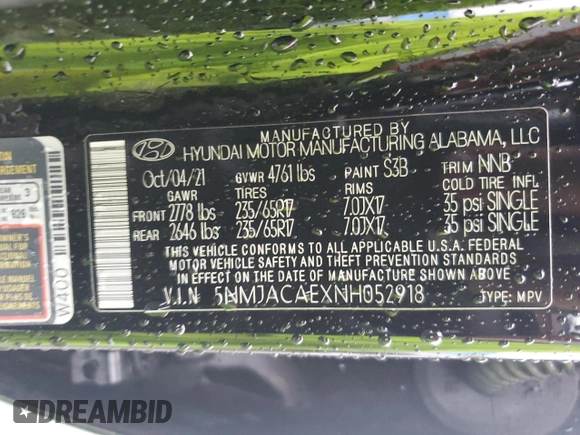 MANUFACTURED BY
HYUNDAI MOTOR MANUFACTURING ALABAMA, LLC
Oct/04/21 GVWR 4761 lbs PAINT S3B TRIM NNB
GAWR TIRES COLD TIRE INFL
FRONT 2778 lbs 235/65R17 7.0JX17 35 psi SINGLE
REAR 2646 lbs 235/65R17 7.0JX17 35 psi SINGLE
THIS VEHICLE CONFORMS TO ALL APPLICABLE U.S.A. FEDERAL
MOTOR VEHICLE SAFETY AND THEFT PREVENTION STANDARDS
IN EFFECT ON THE DATE OF MANUFACTURE SHOWN ABOVE.
V.I.N 5NMJACAEXNH052918 TYPE: MPV
W400
3
926
DREAMBID